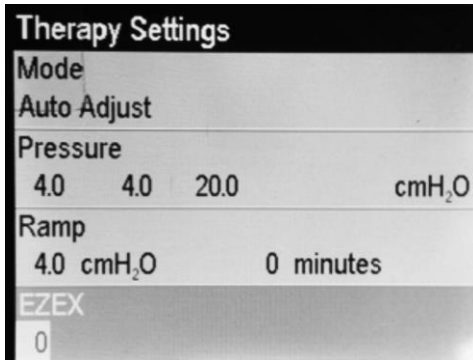 Therapy Settings
Mode
Auto Adjust
Pressure
4.0 4.0 20.0 cmH₂O
Ramp
4.0 cmH₂O 0 minutes
EZEX
0